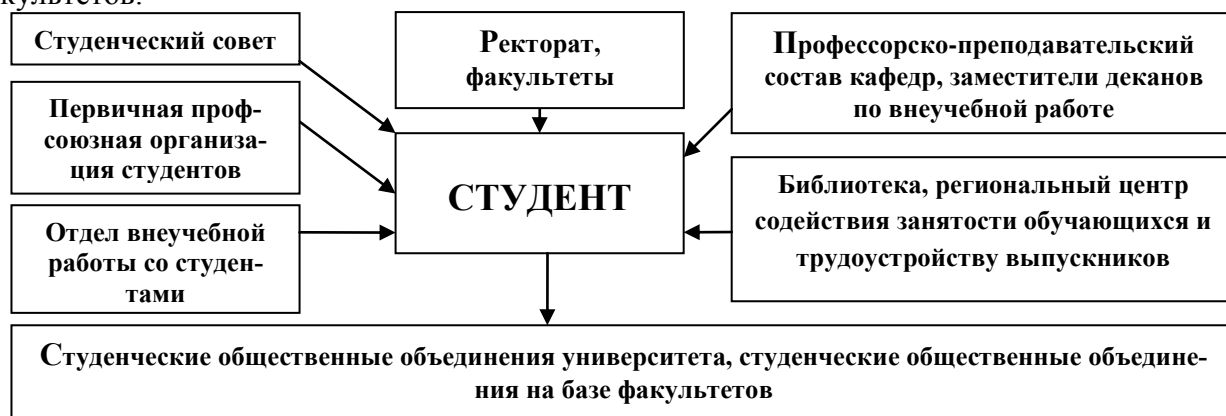 культетов.
Студенческий совет
Ректорат,
факультеты
Профессорско-преподавательский
состав кафедр, заместители деканов
по внеучебной работе
Первичная проф-
союзная организа-
ция студентов
СТУДЕНТ
Библиотека, региональный центр
содействия занятости обучающихся и
трудоустройству выпускников
Отдел внеучебной
работы со студен-
тами
Студенческие общественные объединения университета, студенческие общественные объедине-
ния на базе факультетов